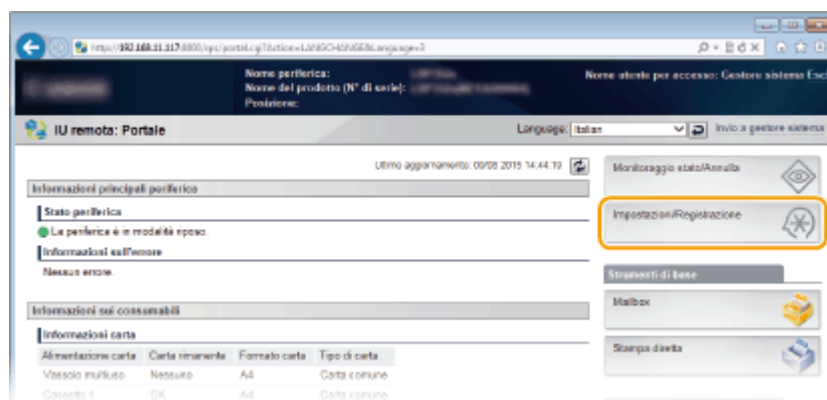 Nome periferica:
Nome del prodotto (N° di serie):
Posizione:
Nome utente per accesso: Gestore sistema Esci
IU remota: Portale
Language: Italian
Invio a gestore sistema
Ultimo aggiornamento: 09/08 2015 14:44:19
Informazioni principali periferica
Stato periferica
La periferica è in modalità riposo.
Informazioni sull'errore
Nessun errore.
Informazioni sui consumabili
Informazioni carta
Alimentazione carta Carta rimanente Formato carta Tipo di carta
Vassoio multiuso Nessuno A4 Carta comune
Cassetto 1 OK A4 Carta comune
Monitoraggio stato/Annulla
Impostazioni/Registrazione
Strumenti di base
Mailbox
Stampa diretta